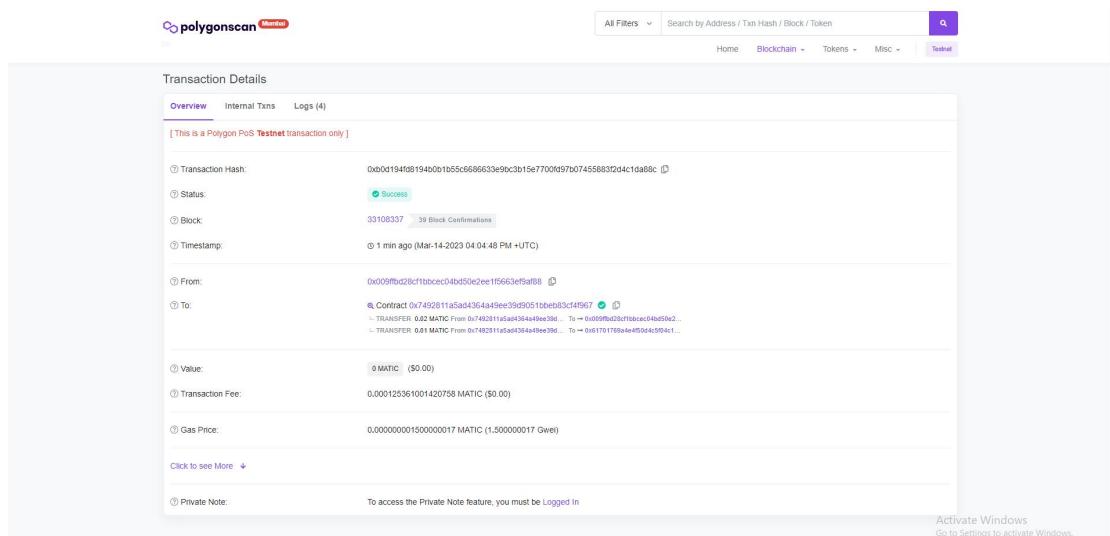 polygonscan Mumbai
All Filters Search by Address / Txn Hash / Block / Token
Home Blockchain Tokens Misc Testnet
Transaction Details
Overview Internal Txns Logs (4)
[ This is a Polygon PoS Testnet transaction only ]
Transaction Hash: 0xb0d194fd8194b0b1b55c6686633e9bc3b15e7700fd97b07455883f2d4c1da88c
Status: Success
Block: 33108337 39 Block Confirmations
Timestamp: 1 min ago (Mar-14-2023 04:04:48 PM +UTC)
From: 0x009ffbd28cf1bbcec04bd50e2ee1f5663ef9af88
To: Contract 0x7492811a5ad4364a49ee39d9051bbeb83cf4f967
TRANSFER 0.02 MATIC From 0x7492811a5ad4364a49ee39d... To → 0x009ffbd28cf1bbcec04bd50e2...
TRANSFER 0.01 MATIC From 0x7492811a5ad4364a49ee39d... To → 0x61701769a4e4f50d4c5f04c1...
Value: 0 MATIC ($0.00)
Transaction Fee: 0.000125361001420758 MATIC ($0.00)
Gas Price: 0.000000001500000017 MATIC (1.500000017 Gwei)
Click to see More
Private Note: To access the Private Note feature, you must be Logged In
Activate Windows
Go to Settings to activate Windows.